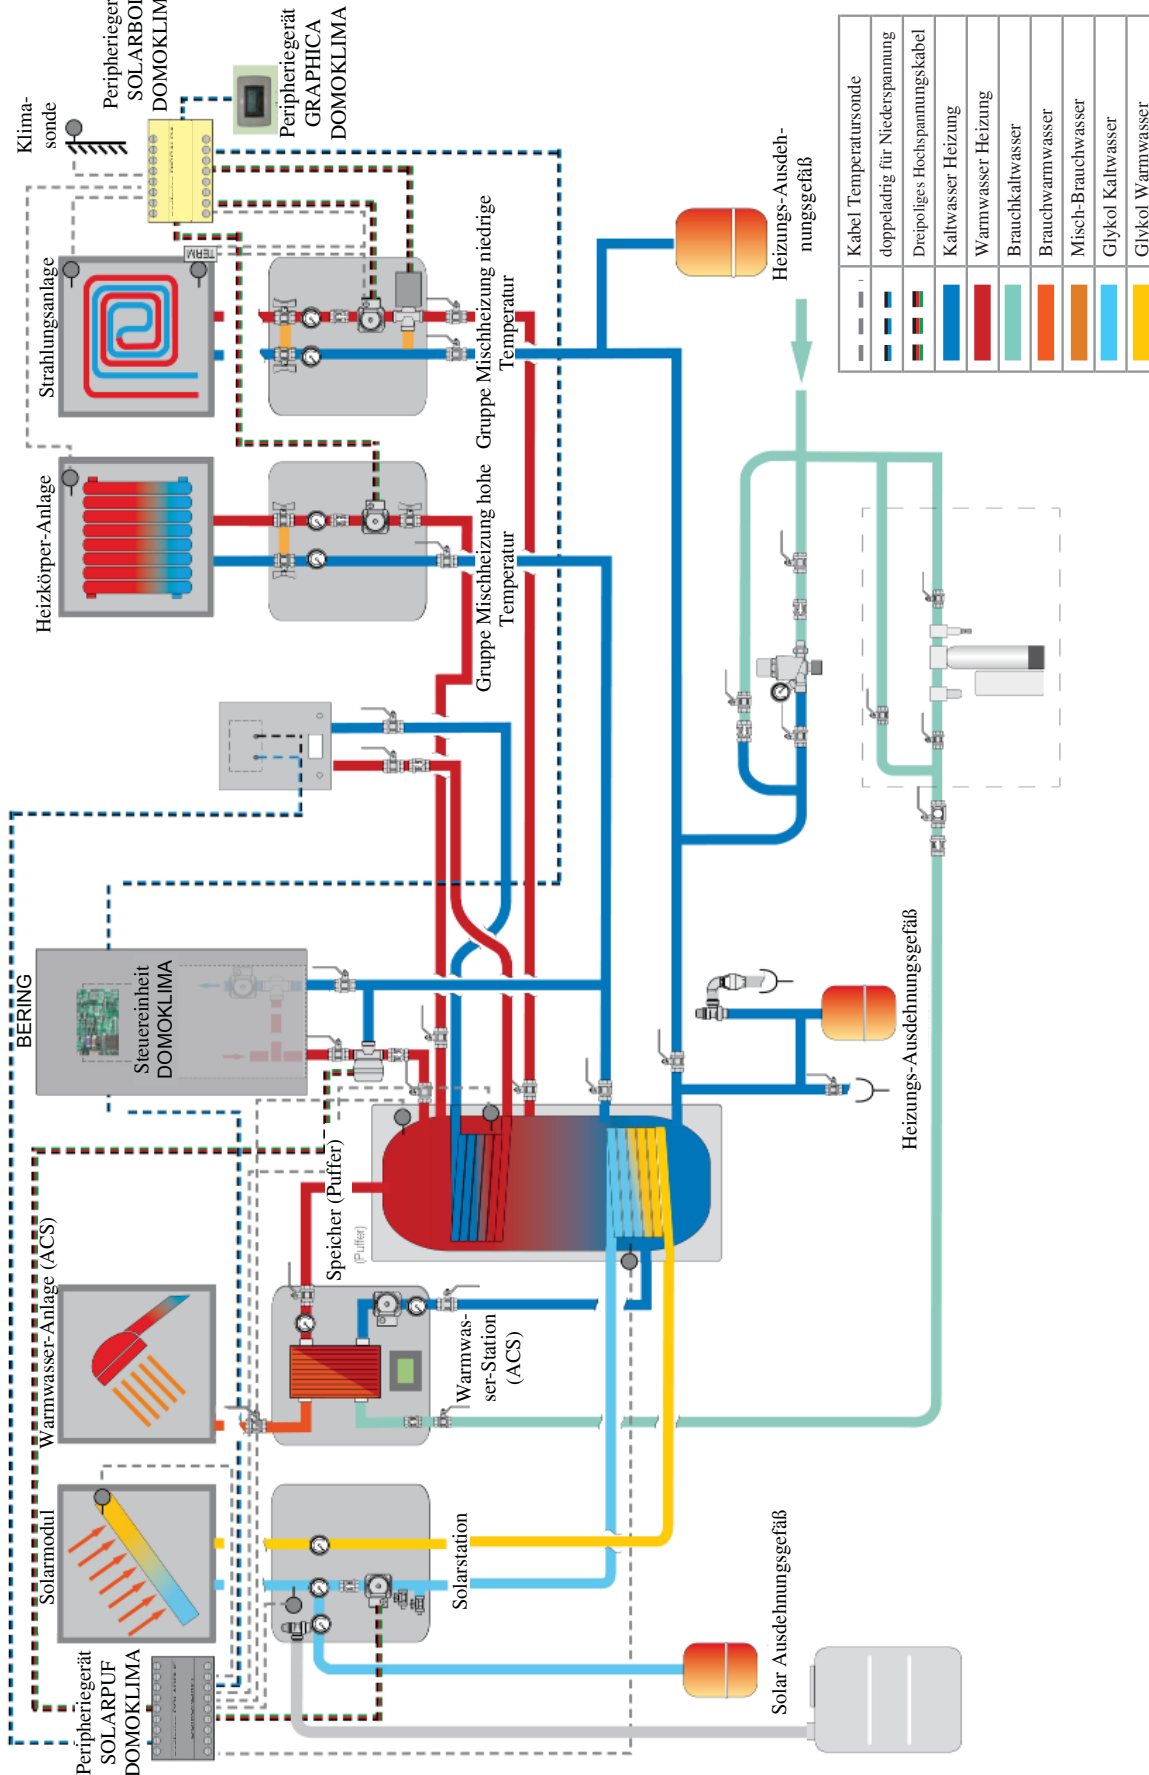 Peripheriegerät
SOLARPUF
DOMOKLIMA
Solarmodul
Solarstation
Solar Ausdehnungsgefäß
Warmwasser-Anlage (ACS)
Warmwas-
ser-Station
(ACS)
Speicher (Puffer)
(Puffer)
BERING
Steuereinheit
DOMOKLIMA
Heizungs-Ausdehnungsgefäß
Heizkörper-Anlage
Gruppe Mischheizung hohe
Temperatur
Strahlungsanlage
TERM
Gruppe Mischheizung niedrige
Temperatur
Klima-
sonde
SOLARBOL
DOMOKLIM
Peripheriegerät
GRAPHICA
DOMOKLIMA
Heizungs-Ausdeh-
nungsgefäß
Kabel Temperatursonde
doppeladrig für Niederspannung
Dreipoliges Hochspannungskabel
Kaltwasser Heizung
Warmwasser Heizung
Brauchkaltwasser
Brauchwarmwasser
Misch-Brauchwasser
Glykol Kaltwasser
Glykol Warmwasser